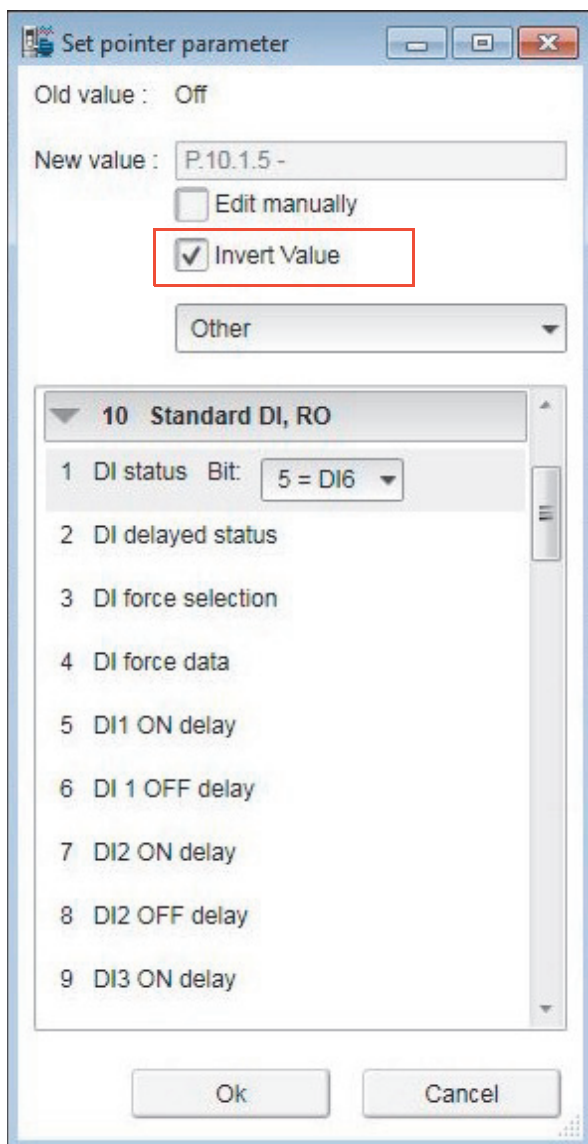 Set pointer parameter
Old value : Off
New value : P.10.1.5 -
Edit manually
Invert Value
Other
10 Standard DI, RO
1 DI status Bit: 5 = DI6
2 DI delayed status
3 DI force selection
4 DI force data
5 DI1 ON delay
6 DI 1 OFF delay
7 DI2 ON delay
8 DI2 OFF delay
9 DI3 ON delay
Ok Cancel